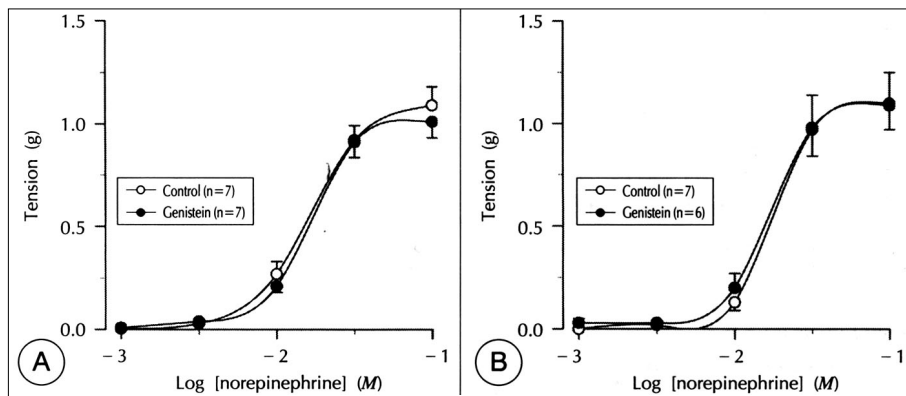 1.5
1.0
Tension (g)
0.5
0.0
Control (n=7)
Genistein (n=7)
−3
−2
−1
Log [norepinephrine] (M)
A
1.5
1.0
Tension (g)
0.5
0.0
Control (n=7)
Genistein (n=6)
−3
−2
−1
Log [norepinephrine] (M)
B